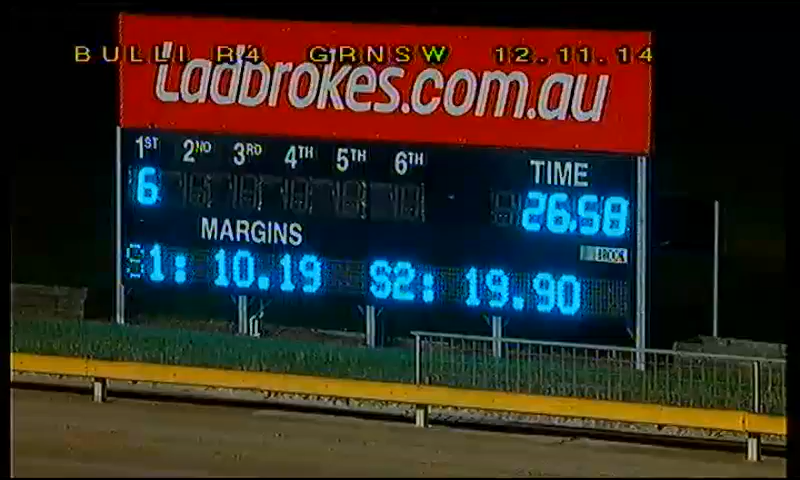 BULLI R4 GRNSW 12.11.14
Ladbrokes.com.au
1ST 2ND 3RD 4TH 5TH 6TH TIME
6 26.58
MARGINS
S1: 10.19 S2: 19.90